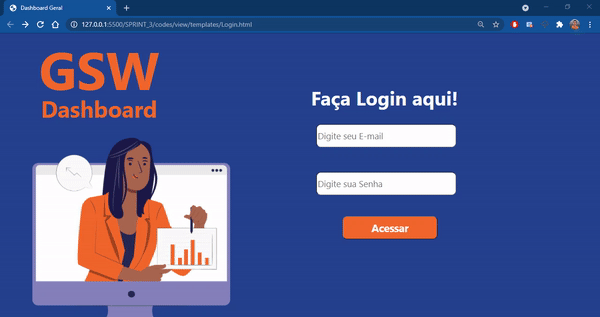 Dashboard Geral
127.0.0.1:5500/SPRINT_3/codes/view/templates/Login.html
GSW
Dashboard
Faça Login aqui!
Digite seu E-mail
Digite sua Senha
Acessar